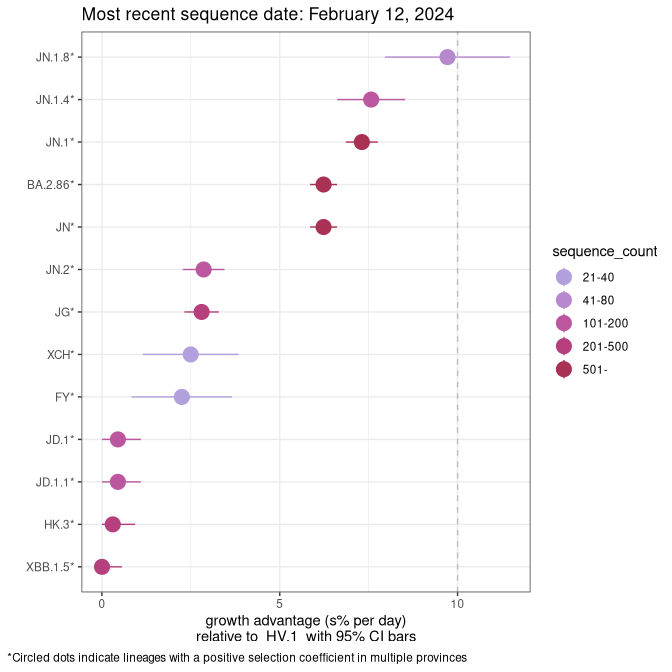 Most recent sequence date: February 12, 2024
JN.1.8*
JN.1.4*
JN.1*
BA.2.86*
JN*
JN.2*
JG*
XCH*
FY*
JD.1*
JD.1.1*
HK.3*
XBB.1.5*
0 5 10
growth advantage (s% per day)
relative to HV.1 with 95% CI bars
sequence_count
21-40
41-80
101-200
201-500
501-
*Circled dots indicate lineages with a positive selection coefficient in multiple provinces